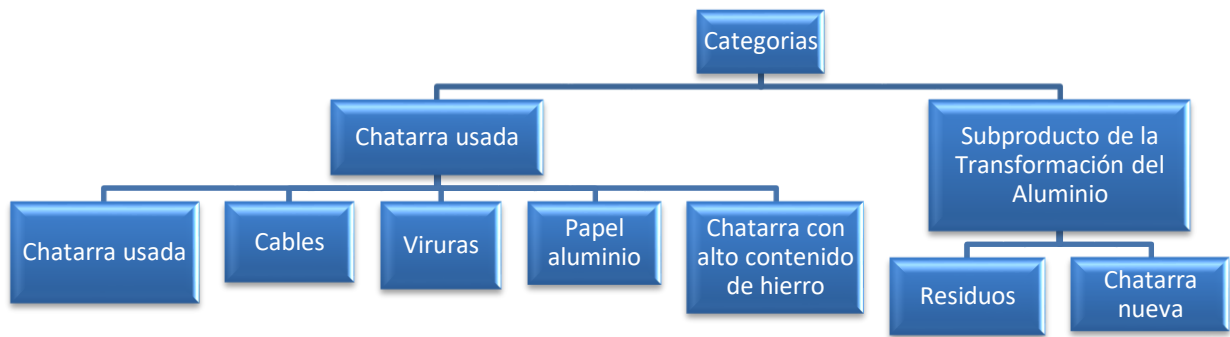 Categorias
Chatarra usada
Subproducto de la
Transformación del
Aluminio
Chatarra usada
Cables
Viruras
Papel
aluminio
Chatarra con
alto contenido
de hierro
Residuos
Chatarra
nueva